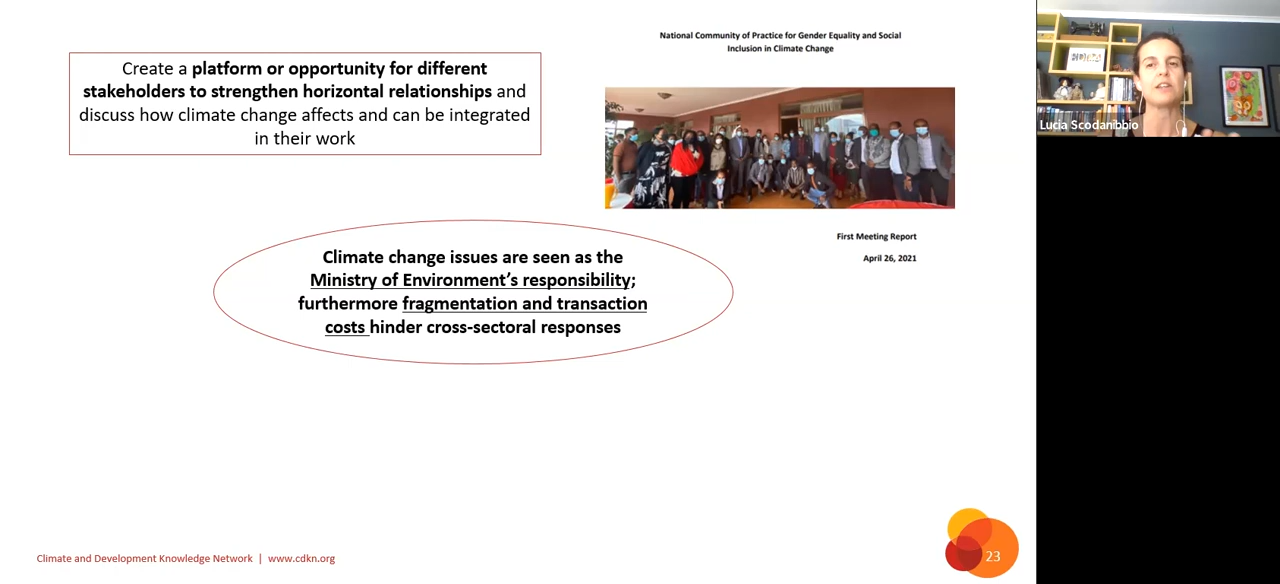 Create a platform or opportunity for different
stakeholders to strengthen horizontal relationships and
discuss how climate change affects and can be integrated
in their work
National Community of Practice for Gender Equality and Social
Inclusion in Climate Change
First Meeting Report
April 26, 2021
Climate change issues are seen as the
Ministry of Environment's responsibility;
furthermore fragmentation and transaction
costs hinder cross-sectoral responses
Climate and Development Knowledge Network | www.cdkn.org
23
Lucia Scodanibbio